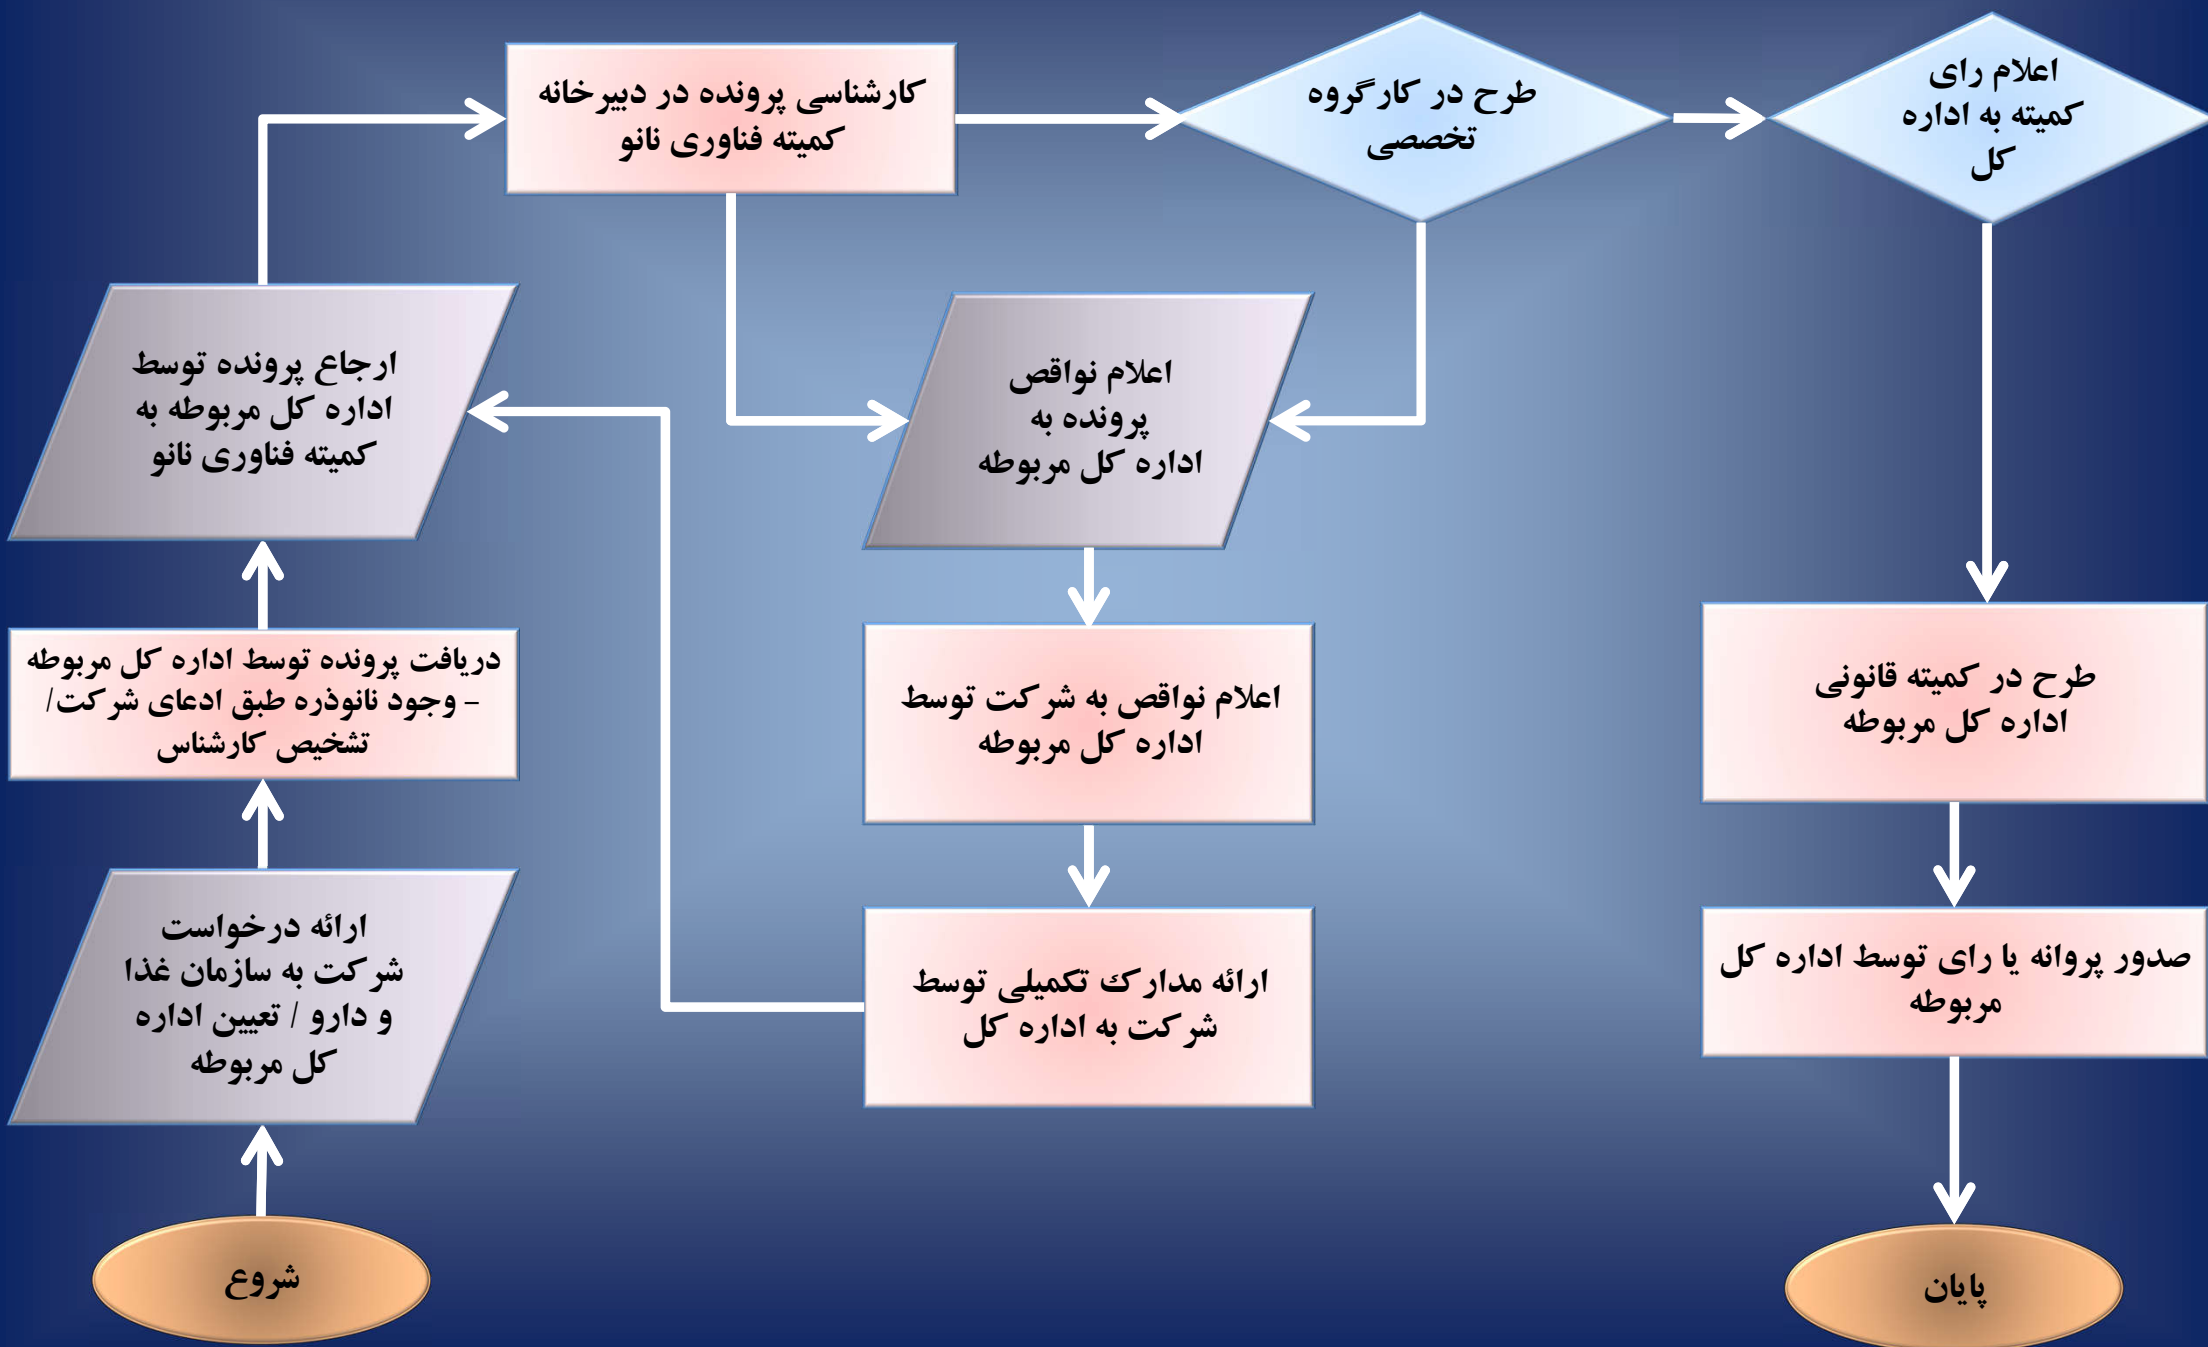 شروع
ارائه درخواست
شرکت به سازمان غذا
و دارو / تعیین اداره
کل مربوطه
دریافت پرونده توسط اداره کل مربوطه
- وجود نانوذره طبق ادعای شرکت/
تشخیص کارشناس
ارجاع پرونده توسط
اداره کل مربوطه به
کمیته فناوری نانو
کارشناسی پرونده در دبیرخانه
کمیته فناوری نانو
طرح در کارگروه
تخصصی
اعلام رای
کمیته به اداره
کل
اعلام نواقص
پرونده به
اداره کل مربوطه
اعلام نواقص به شرکت توسط
اداره کل مربوطه
ارائه مدارک تکمیلی توسط
شرکت به اداره کل
طرح در کمیته قانونی
اداره کل مربوطه
صدور پروانه یا رای توسط اداره کل
مربوطه
پایان